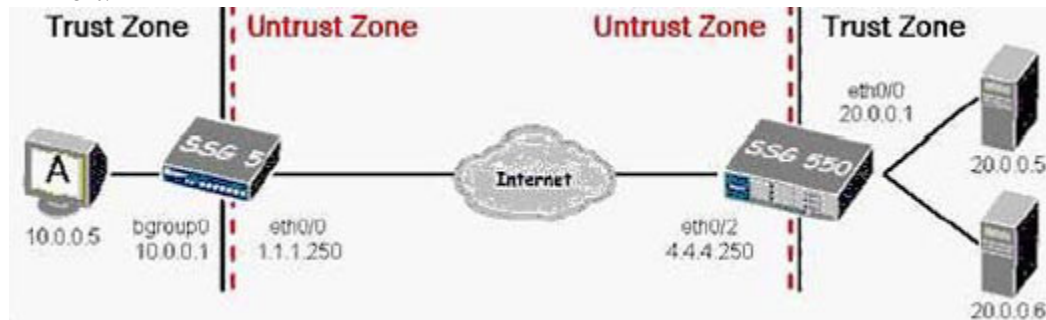 Trust Zone
Untrust Zone
Untrust Zone
Trust Zone
eth0/0
20.0.0.1
SSG 5
SSG 550
A
Internet
20.0.0.5
10.0.0.5
bgroup0
10.0.0.1
eth0/0
1.1.1.250
eth0/2
4.4.4.250
20.0.0.6